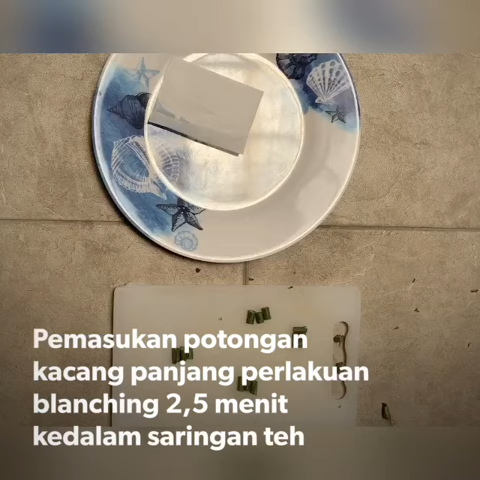 Pemasukan potongan
kacang panjang perlakuan
blanching 2,5 menit
kedalam saringan teh